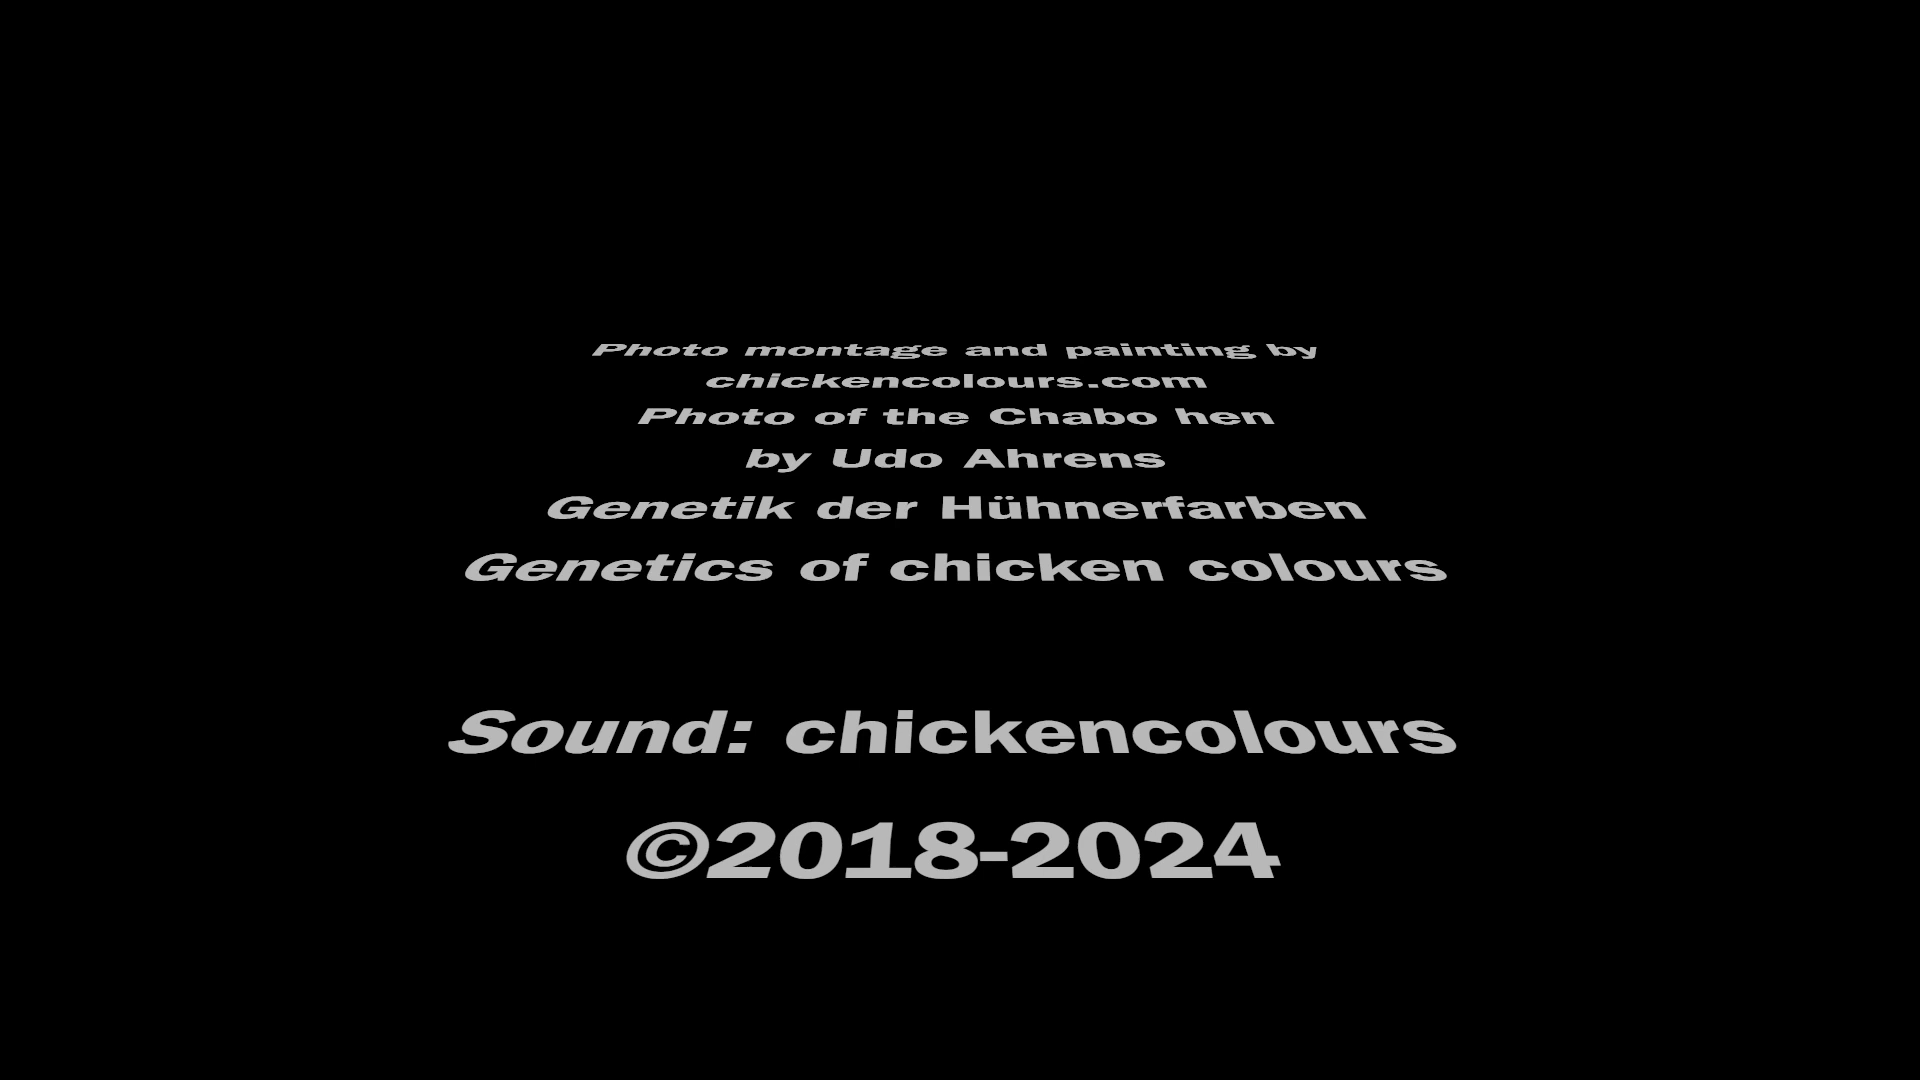 Photo montage and painting by
chickencolours.com
Photo of the Chabo hen
by Udo Ahrens
Genetik der Hühnerfarben
Genetics of chicken colours
Sound: chickencolours
©2018-2024